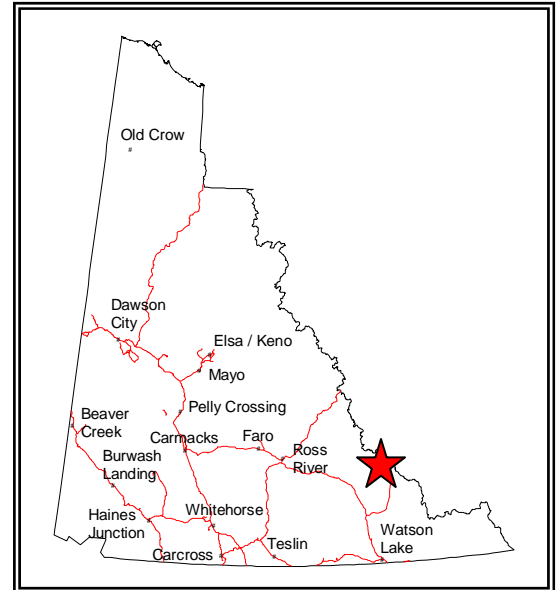 Old Crow
Dawson
City
Elsa / Keno
Mayo
Beaver
Creek
Pelly Crossing
Carmacks
Faro
Ross
River
Burwash
Landing
Haines
Junction
Whitehorse
Carcross
Teslin
Watson
Lake